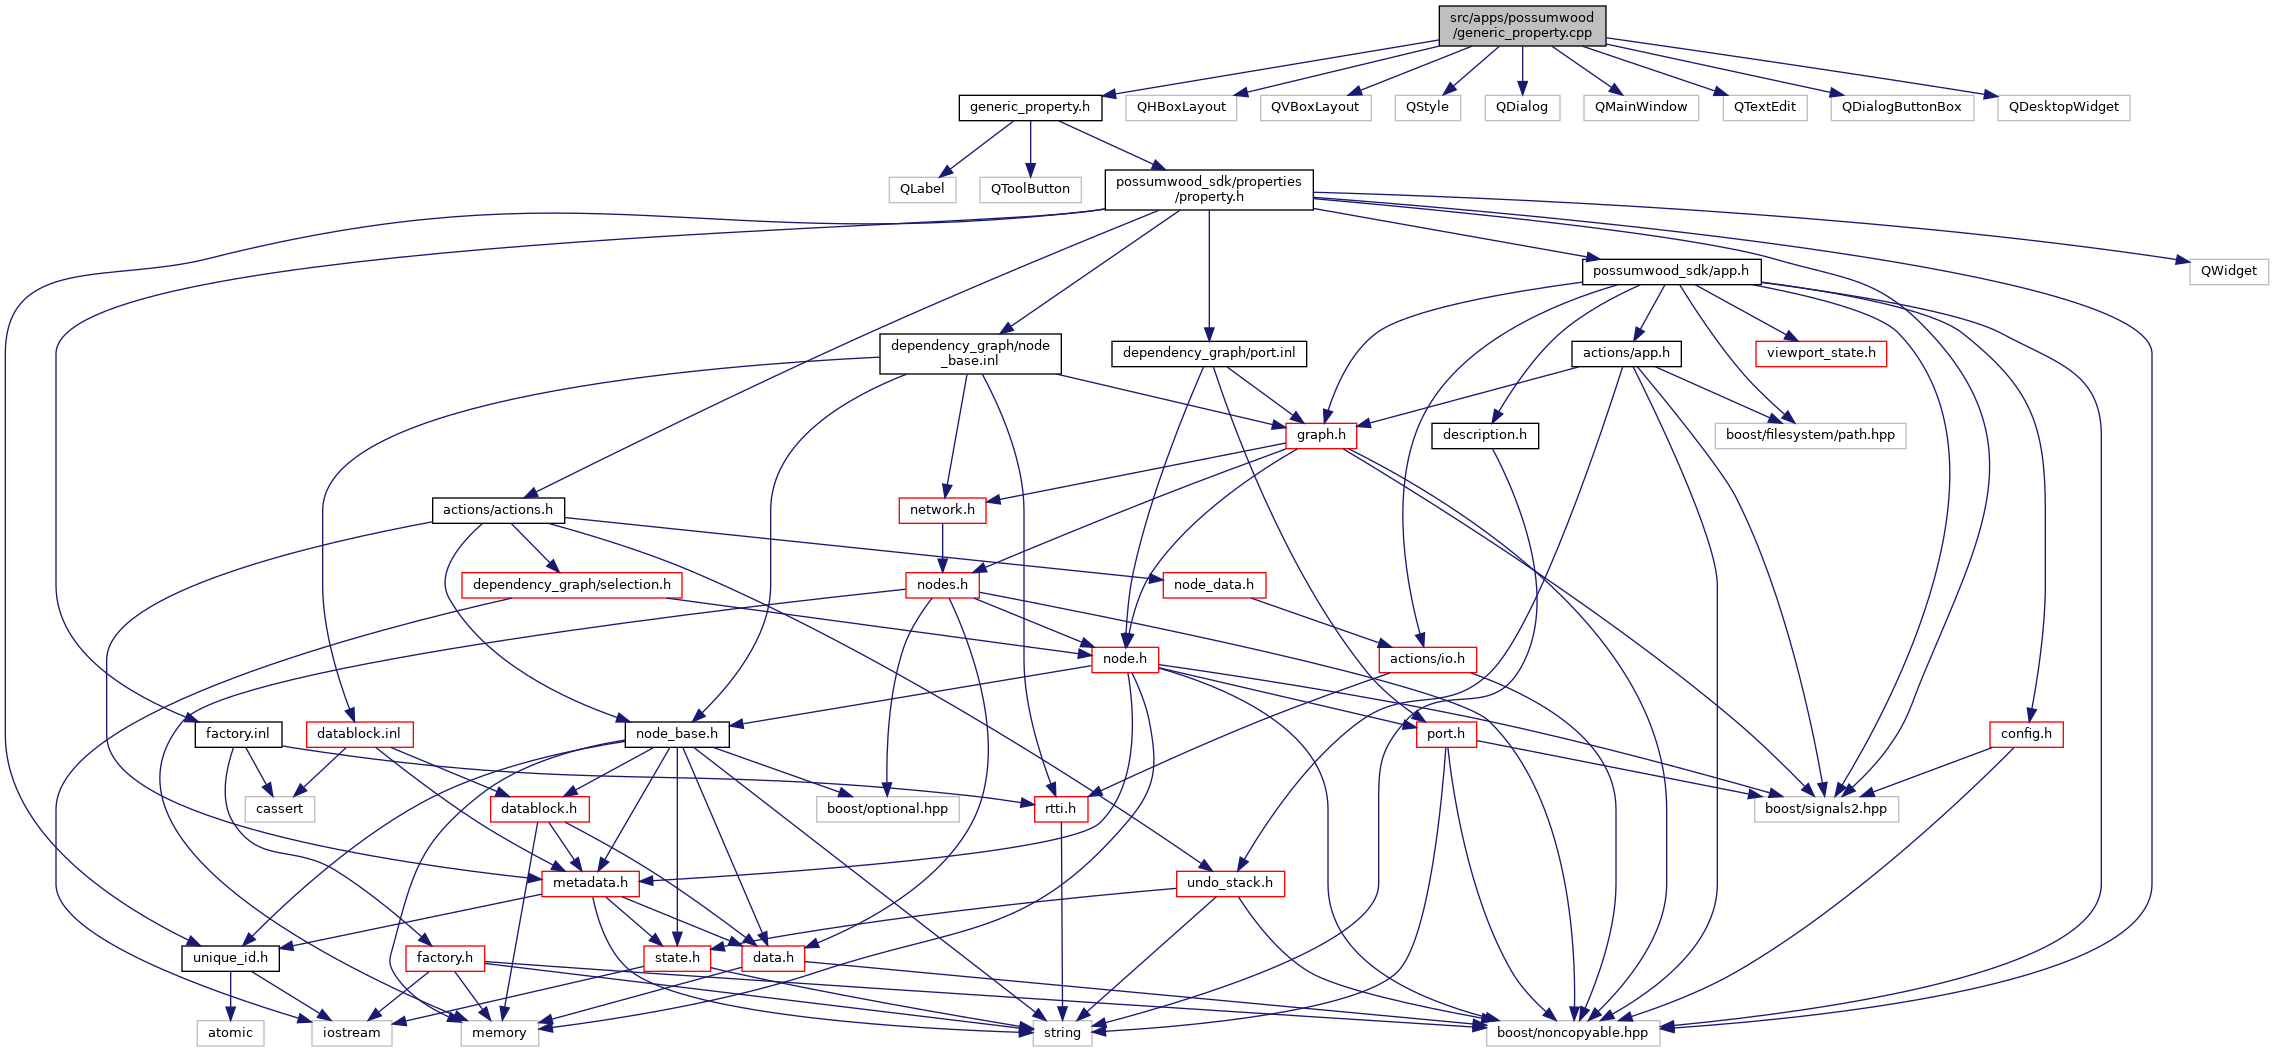 src/apps/possumwood
/generic_property.cpp
generic_property.h
QHBoxLayout
QVBoxLayout
QStyle
QDialog
QMainWindow
QTextEdit
QDialogButtonBox
QDesktopWidget
QLabel
QToolButton
possumwood_sdk/properties
/property.h
possumwood_sdk/app.h
QWidget
dependency_graph/node
_base.inl
dependency_graph/port.inl
actions/app.h
viewport_state.h
graph.h
description.h
boost/filesystem/path.hpp
actions/actions.h
network.h
dependency_graph/selection.h
nodes.h
node_data.h
node.h
actions/io.h
factory.inl
datablock.inl
node_base.h
port.h
config.h
cassert
datablock.h
boost/optional.hpp
rtti.h
boost/signals2.hpp
metadata.h
undo_stack.h
unique_id.h
factory.h
state.h
data.h
atomic
iostream
memory
string
boost/noncopyable.hpp